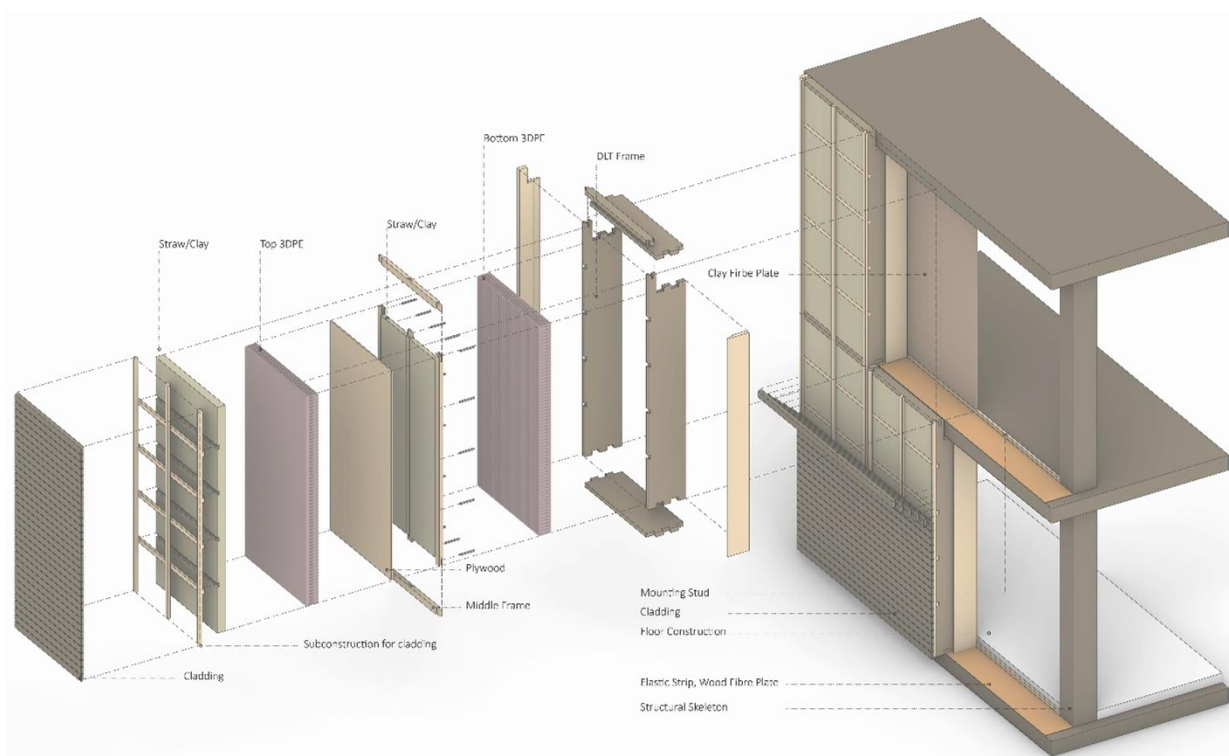 Bottom 3DPE
DLT Frame
Straw/Clay
Straw/Clay
Top 3DPE
Clay Firbe Plate
Plywood
Middle Frame
Subconstruction for cladding
Cladding
Mounting Stud
Cladding
Floor Construction
Elastic Strip, Wood Fibre Plate
Structural Skeleton